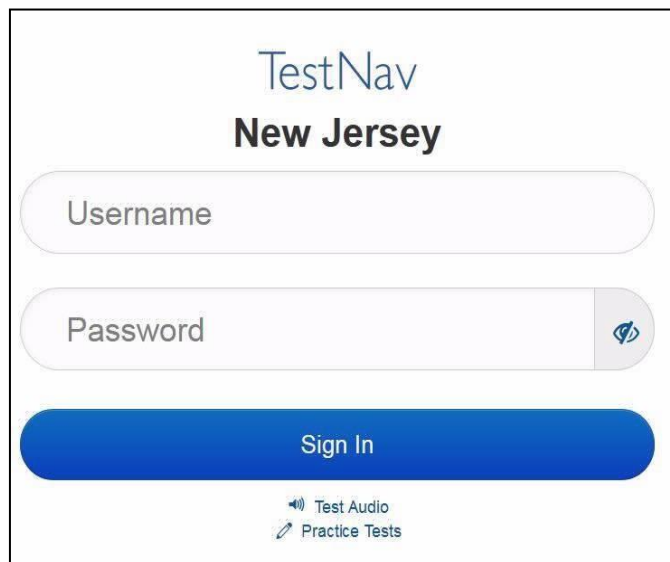 TestNav
New Jersey
Username
Password
Sign In
Test Audio
Practice Tests